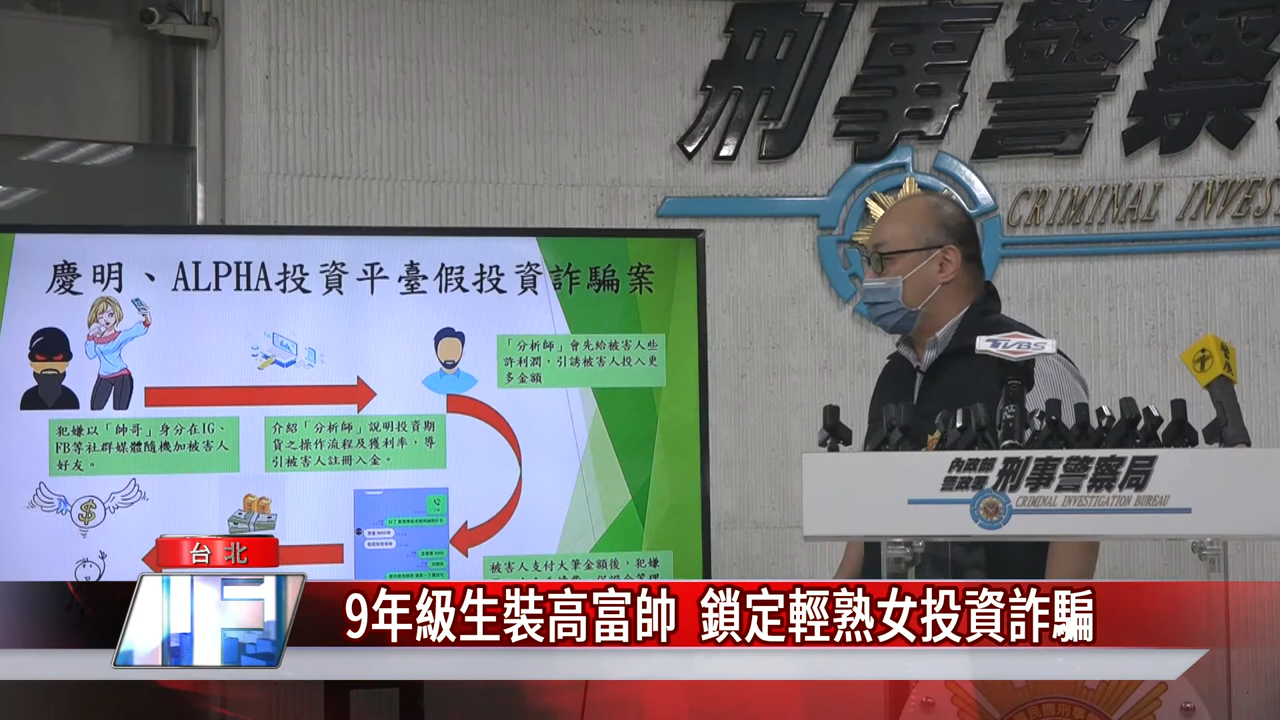 刑事警察
CRIMINAL INVES
慶明、ALPHA投資平臺假投資詐騙案
「分析師」會先給被害人些
許利潤，引誘被害人投入更
多金額
犯嫌以「帥哥」身分在IG、
FB等社群媒體隨機加被害人
好友。
介紹「分析師」說明投資期
貨之操作流程及獲利率，導
引被害人註冊入金。
被害人支付大筆金額後，犯嫌
TVBS
內政部
警政署
刑事警察局
CRIMINAL INVESTIGATION BUREAU
台北
9年級生裝高富帥 鎖定輕熟女投資詐騙